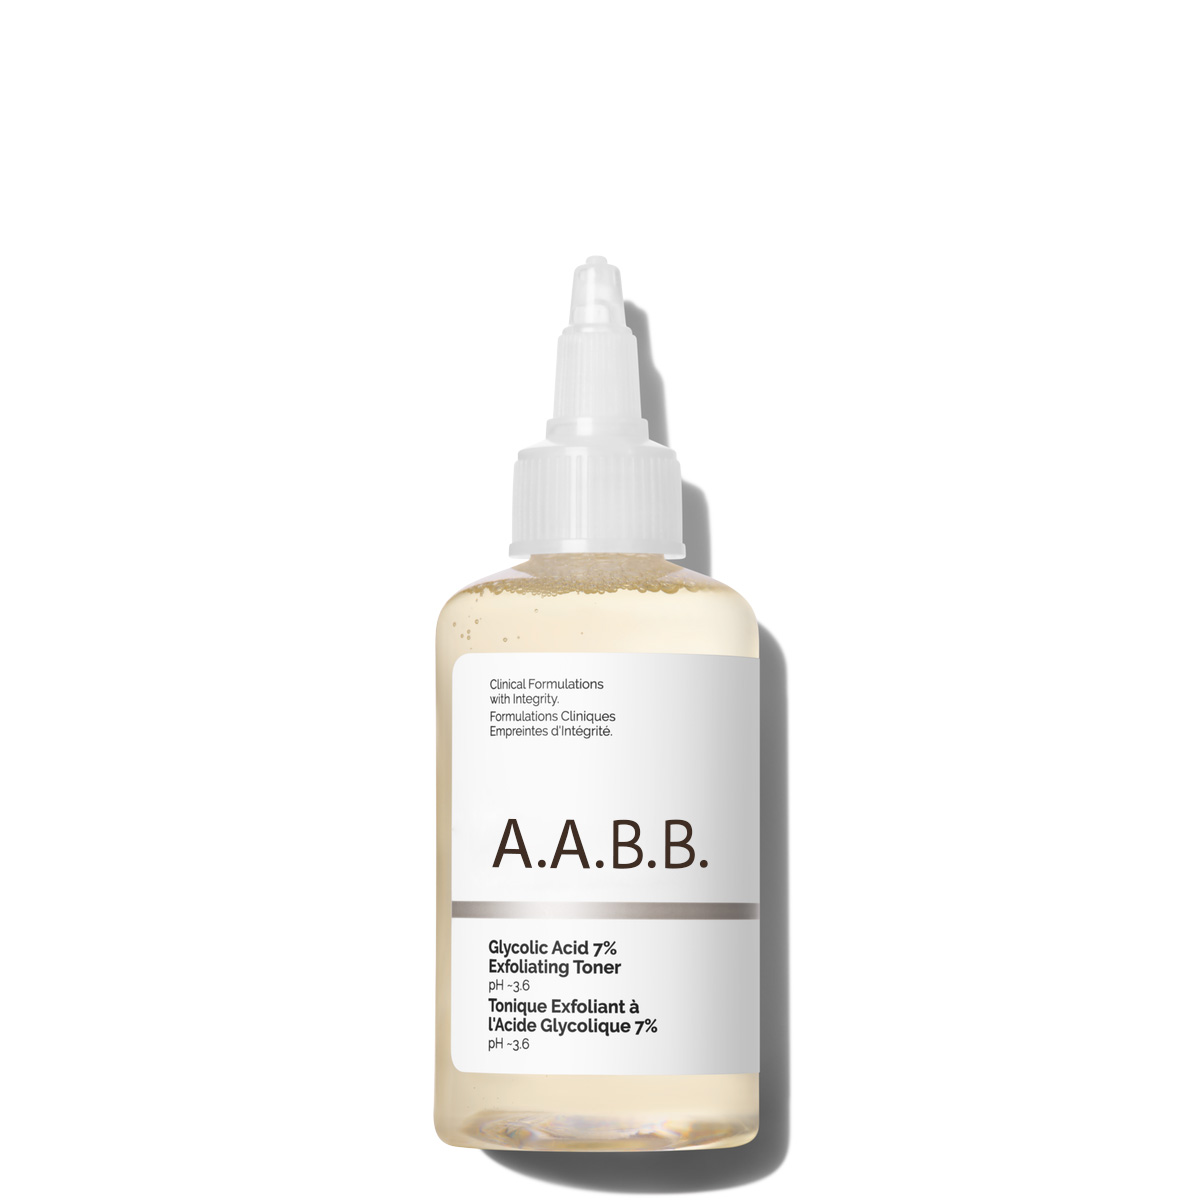 Clinical Formulations
with Integrity.
Formulations Cliniques
Empreintes d'Intégrité.
A.A.B.B.
Glycolic Acid 7%
Exfoliating Toner
pH ~3.6
Tonique Exfoliant à
l'Acide Glycolique 7%
pH ~3.6